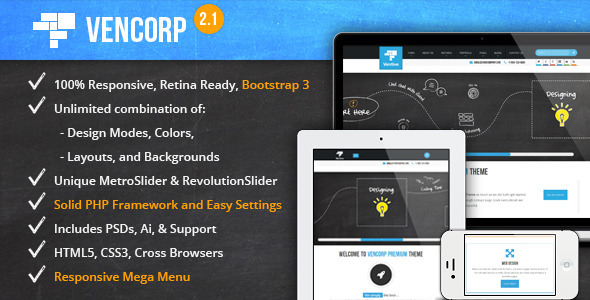 VENCORP 2.1
100% Responsive, Retina Ready, Bootstrap 3
Unlimited combination of:
- Design Modes, Colors,
- Layouts, and Backgrounds
Unique MetroSlider & RevolutionSlider
Solid PHP Framework and Easy Settings
Includes PSDs, Ai, & Support
HTML5, CSS3, Cross Browsers
Responsive Mega Menu
Designing
THEME
Designing
WELCOME TO VENCORP PREMIUM THEME
WEB DESIGN